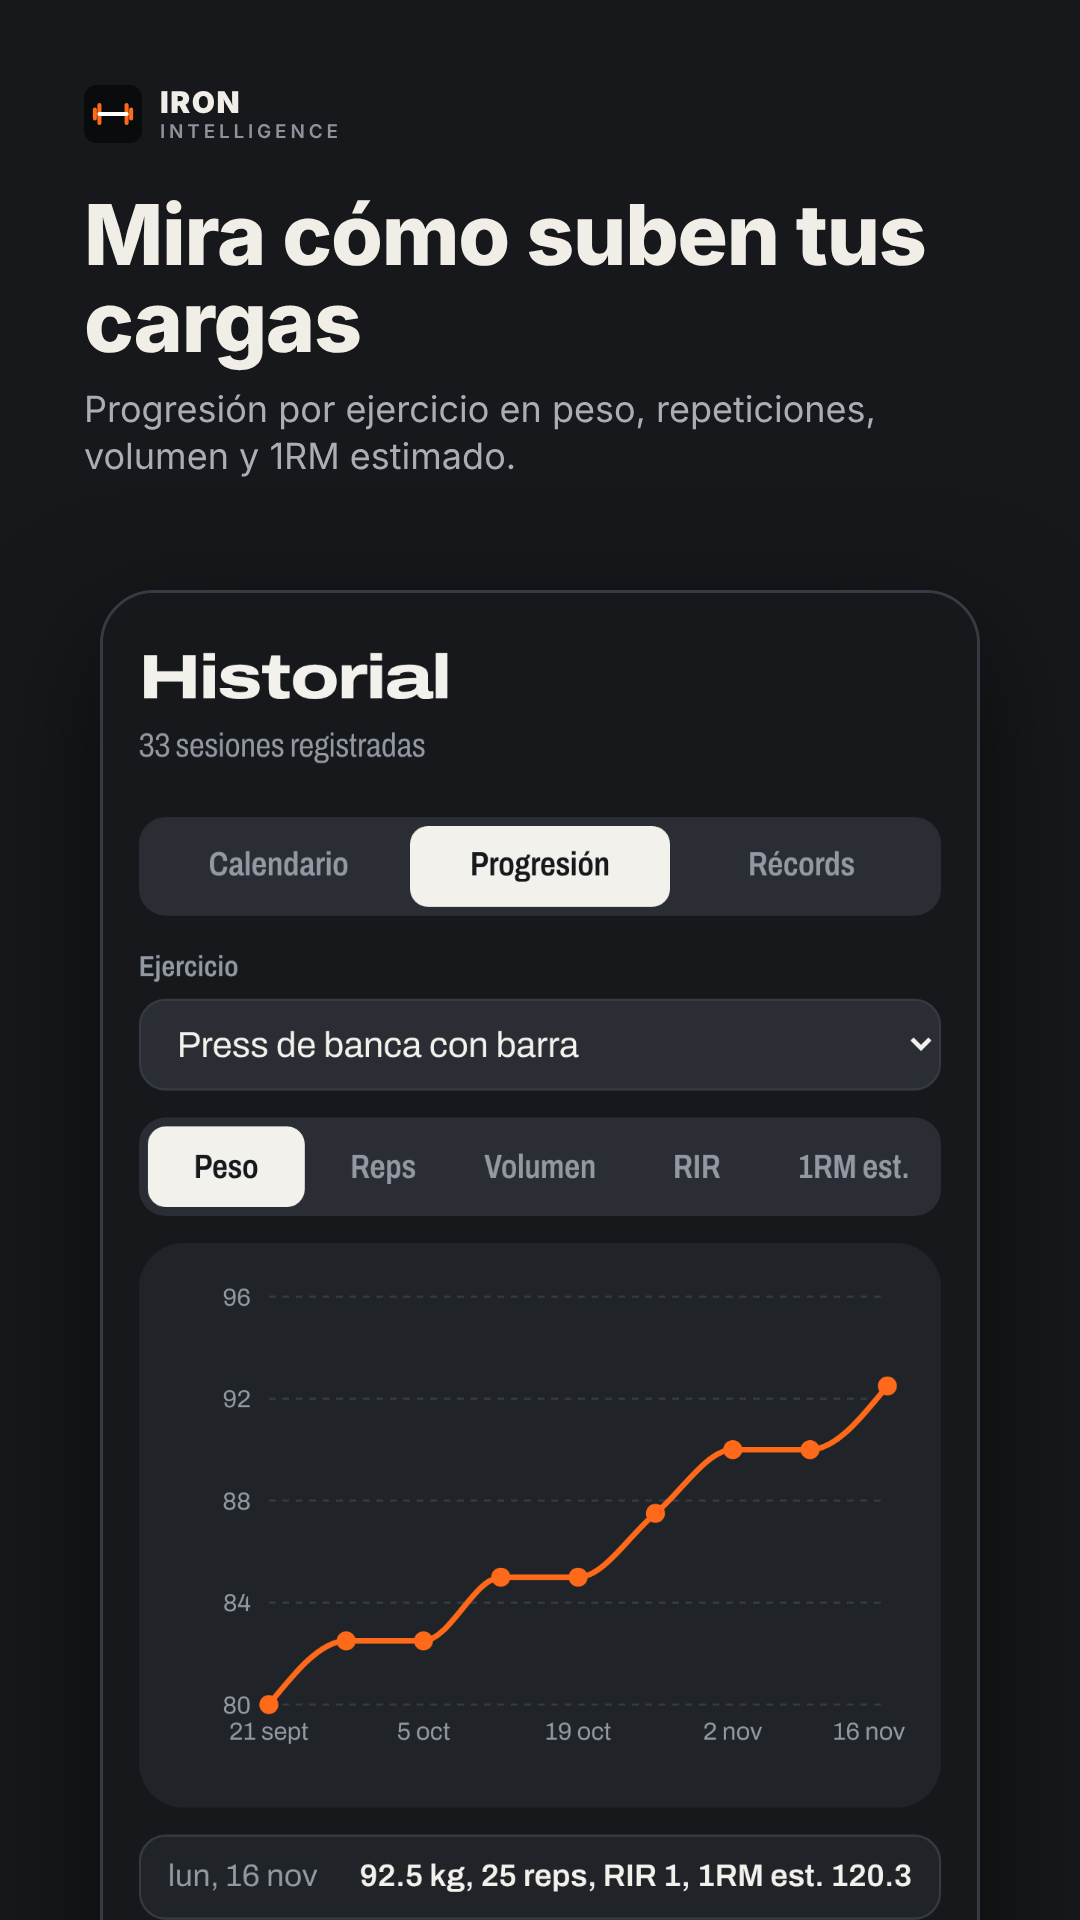 IRON
INTELLIGENCE
Mira cómo suben tus
cargas
Progresión por ejercicio en peso, repeticiones,
volumen y 1RM estimado.
Historial
33 sesiones registradas
Calendario Progresión Récords
Ejercicio
Press de banca con barra
Peso Reps Volumen RIR 1RM est.
96
92
88
84
80
21 sept 5 oct 19 oct 2 nov 16 nov
lun, 16 nov 92.5 kg, 25 reps, RIR 1, 1RM est. 120.3